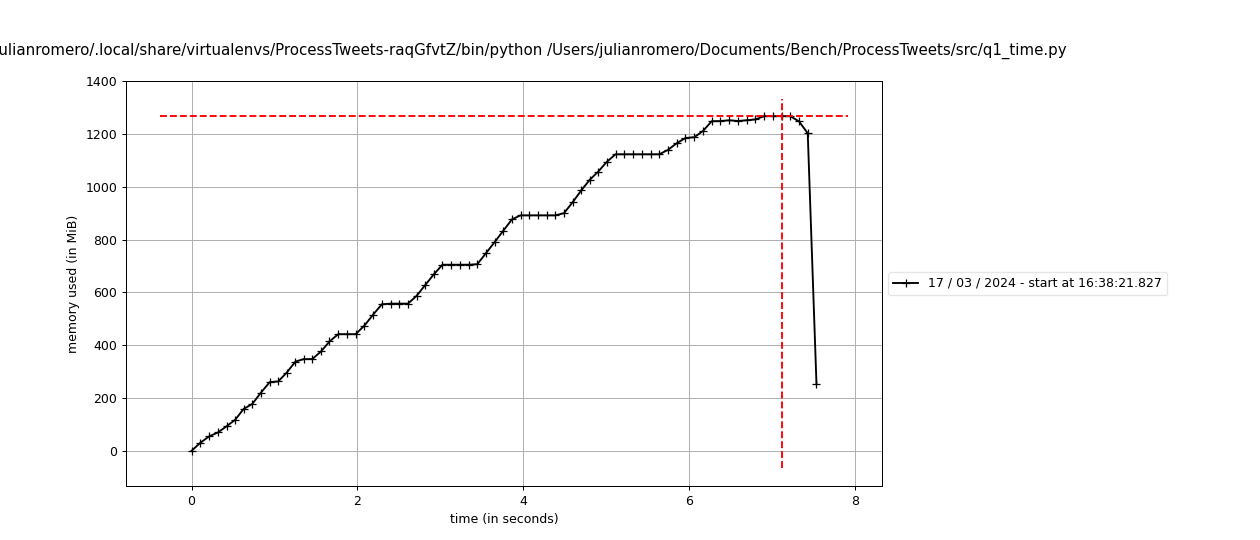 ulianromero/.local/share/virtualenvs/ProcessTweets-raqGfvtZ/bin/python /Users/julianromero/Documents/Bench/ProcessTweets/src/q1_time.py
1400
1200
1000
800
600
400
200
0
memory used (in MiB)
17 / 03 / 2024 - start at 16:38:21.827
0 2 4 6 8
time (in seconds)